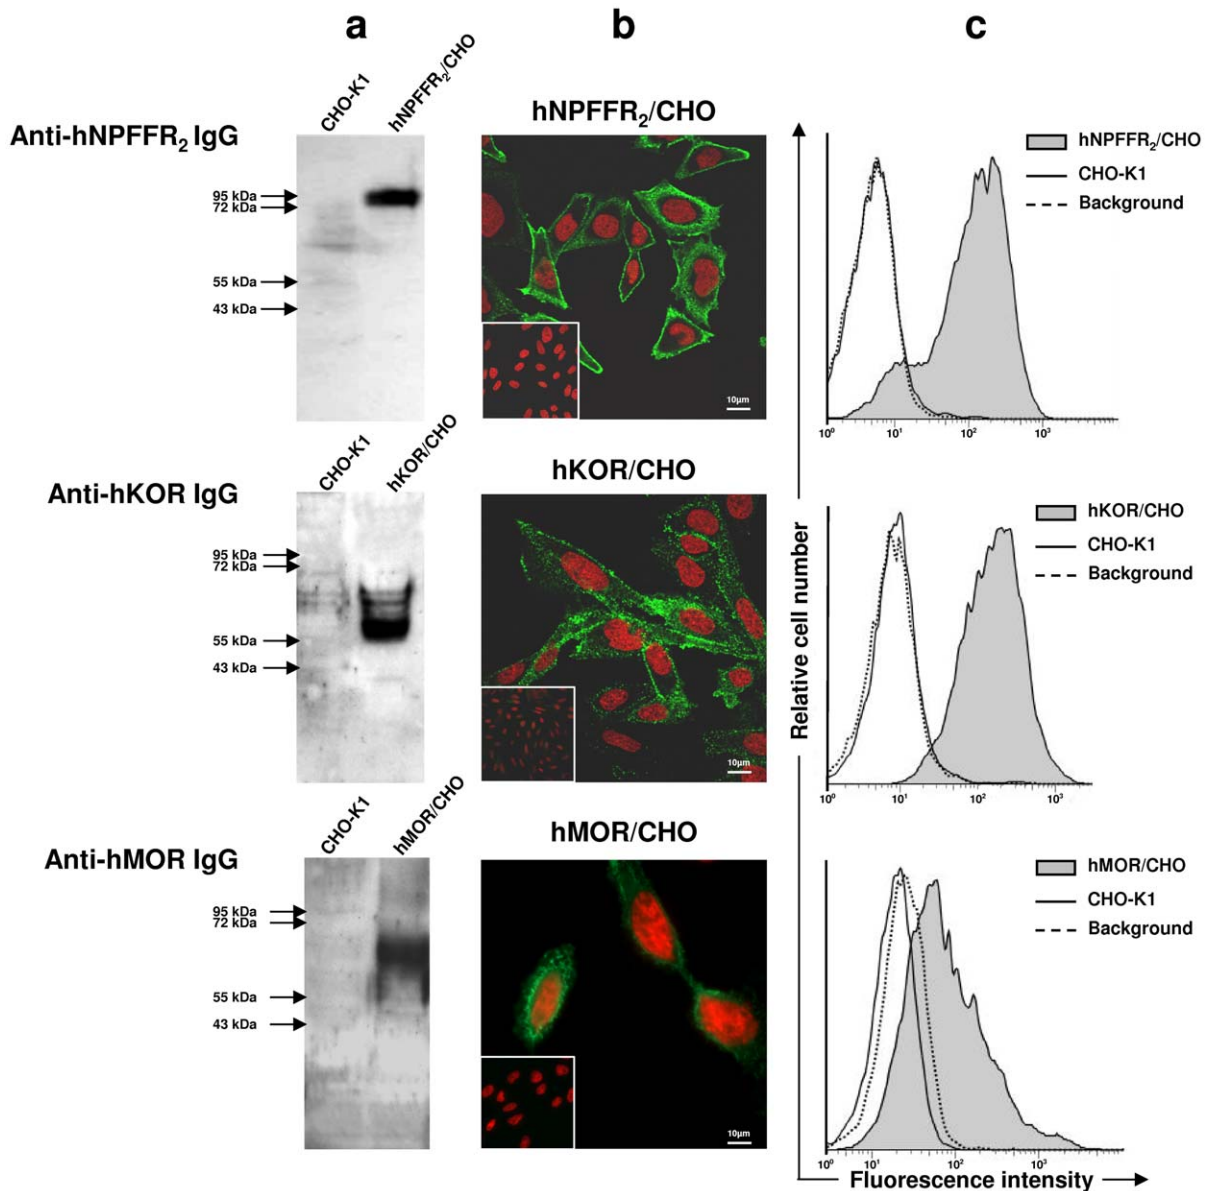 a
b
c
CHO-K1
hNPFFR₂/CHO
Anti-hNPFFR₂ IgG
95 kDa
72 kDa
55 kDa
43 kDa
hNPFFR₂/CHO
10µm
hNPFFR₂/CHO
CHO-K1
Background
10⁰
10¹
10²
10³
CHO-K1
hKOR/CHO
Anti-hKOR IgG
95 kDa
72 kDa
55 kDa
43 kDa
hKOR/CHO
10µm
Relative cell number
hKOR/CHO
CHO-K1
Background
10⁰
10¹
10²
10³
CHO-K1
hMOR/CHO
Anti-hMOR IgG
95 kDa
72 kDa
55 kDa
43 kDa
hMOR/CHO
10µm
hMOR/CHO
CHO-K1
Background
10⁰
10¹
10²
10³
Fluorescence intensity